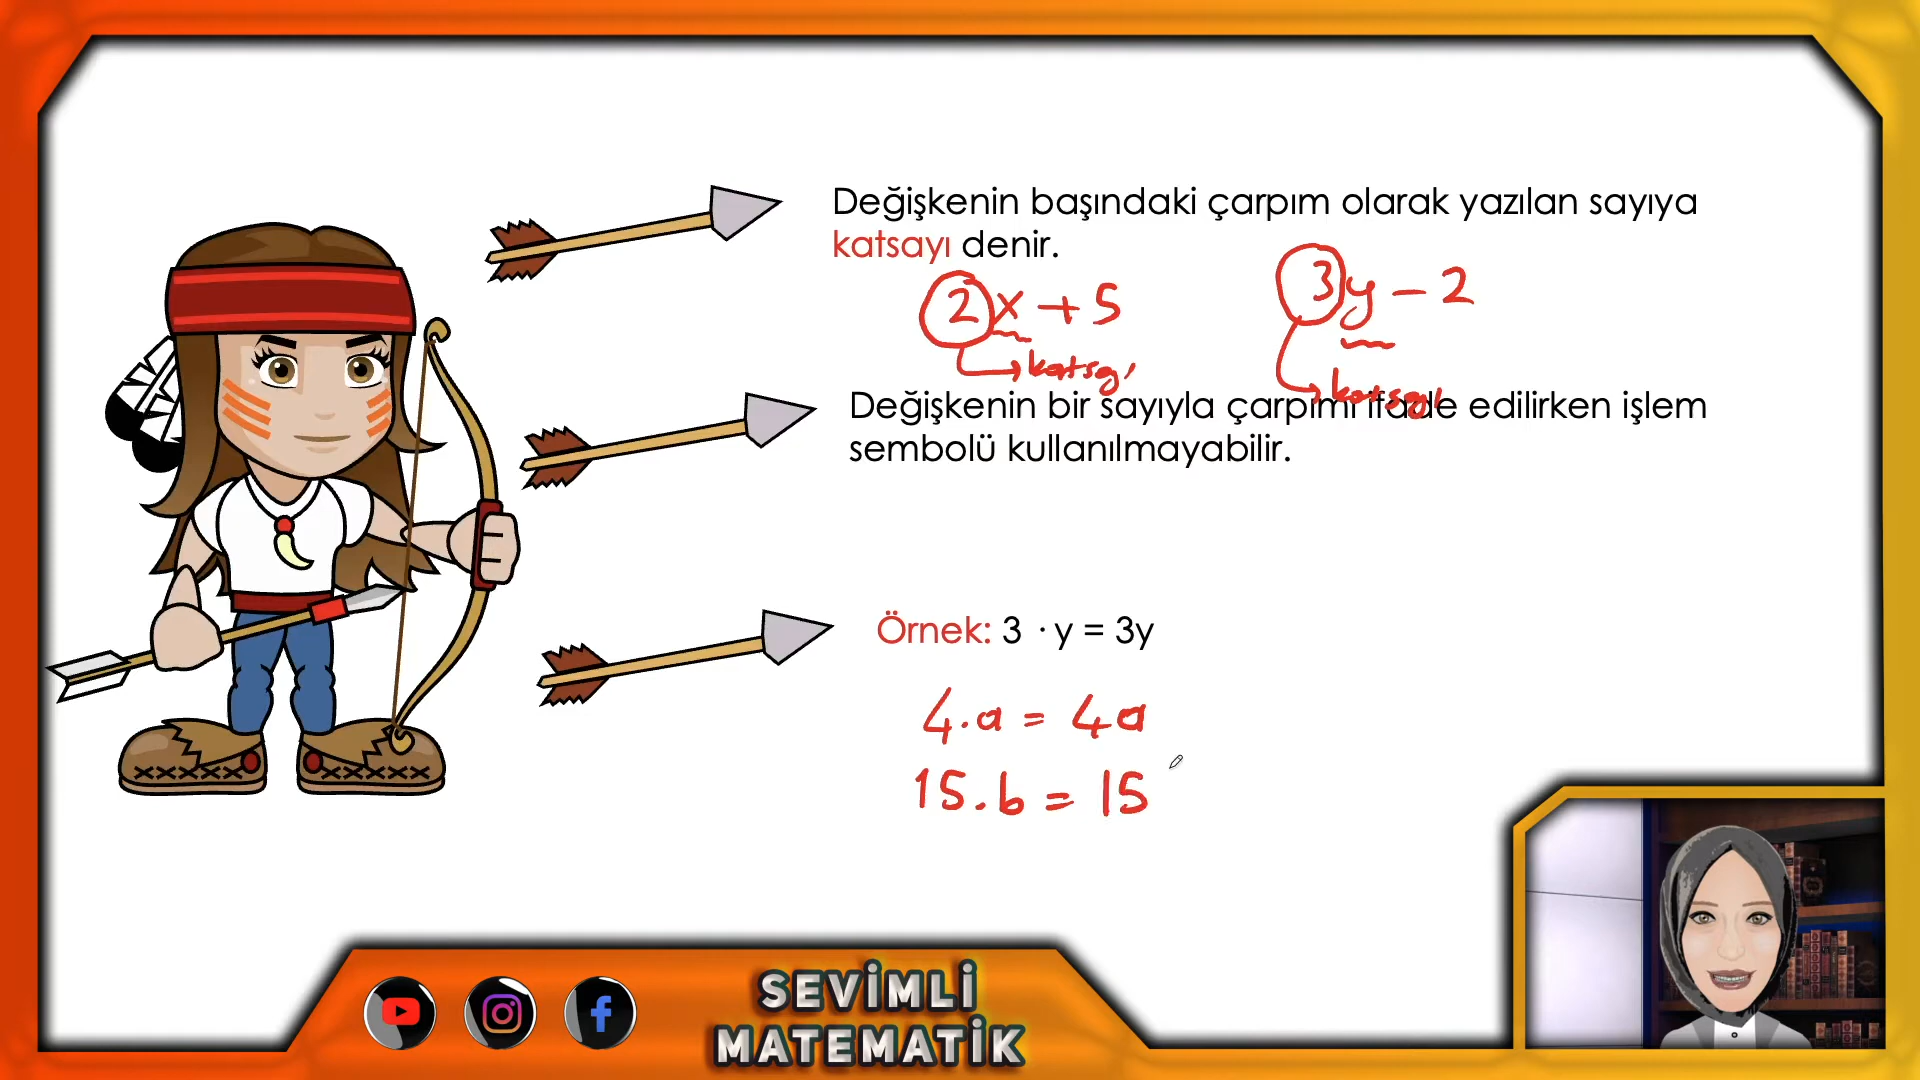 Değişkenin başındaki çarpım olarak yazılan sayıya
katsayı denir.
2x + 5
3y - 2
katsayı
katsayı
Değişkenin bir sayıyla çarpımı ifade edilirken işlem
sembolü kullanılmayabilir.
Örnek: 3 · y = 3y
4.a = 4a
15.b = 15
SEVİMLİ
MATEMATİK